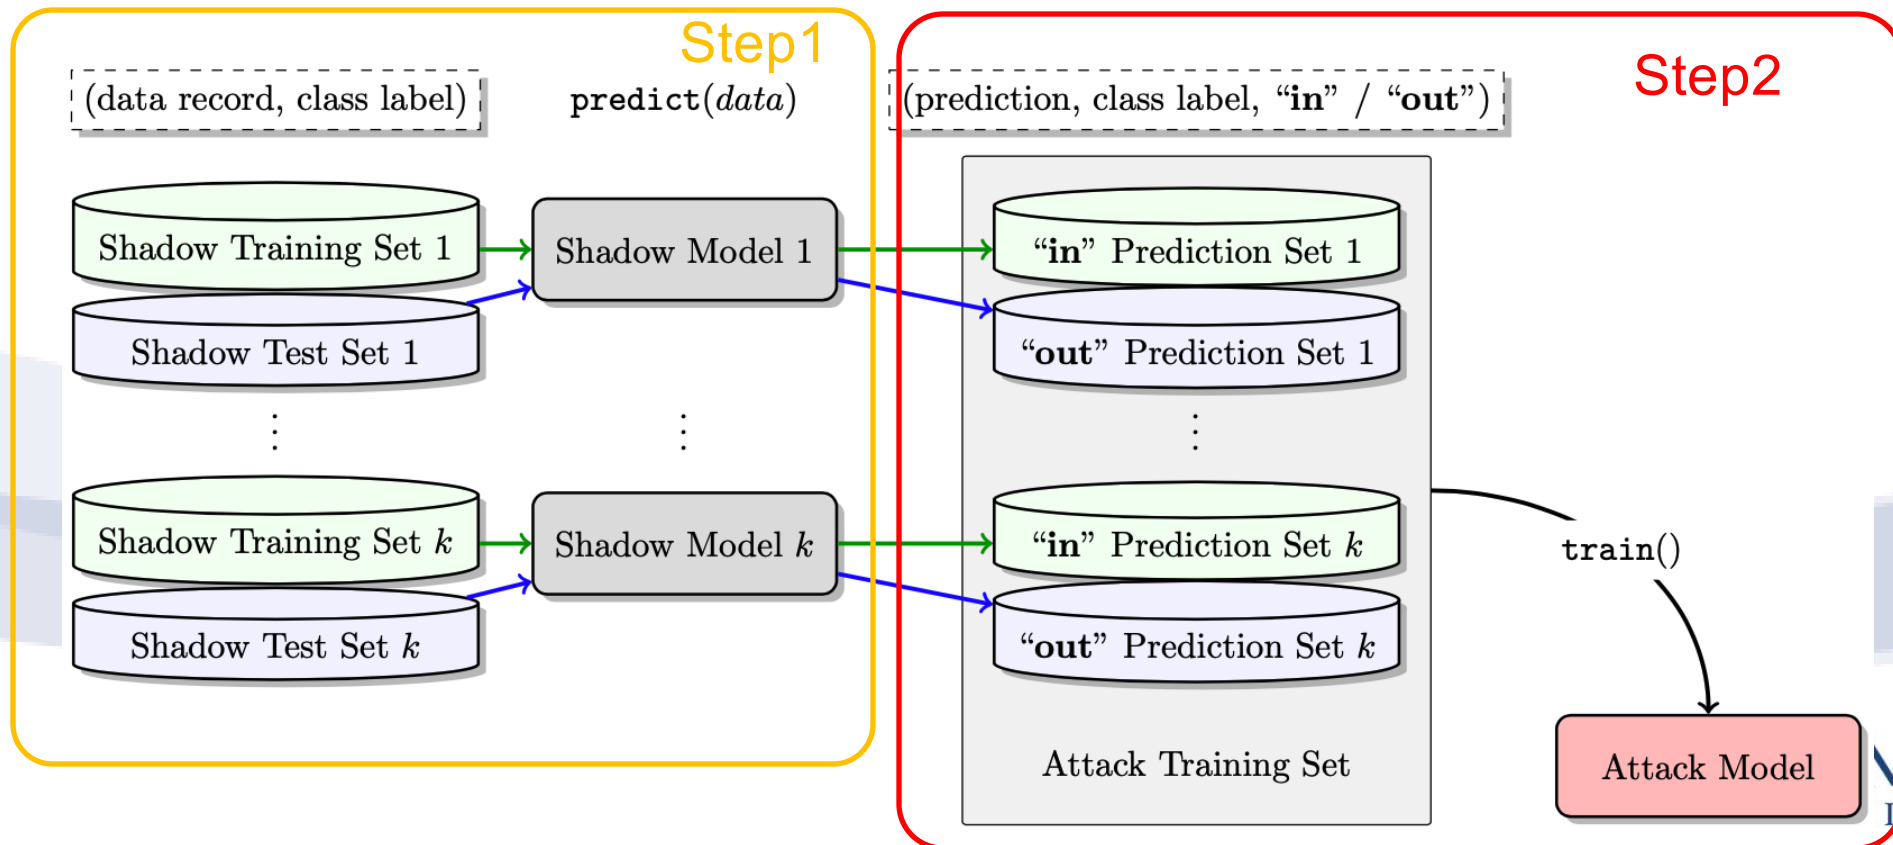 Step1
Step2
(data record, class label)
predict(data)
(prediction, class label, “in” / “out”)
Shadow Training Set 1
Shadow Model 1
“in” Prediction Set 1
Shadow Test Set 1
“out” Prediction Set 1
⋮ ⋮ ⋮
Shadow Training Set k
Shadow Model k
“in” Prediction Set k
train()
Shadow Test Set k
“out” Prediction Set k
Attack Training Set
Attack Model